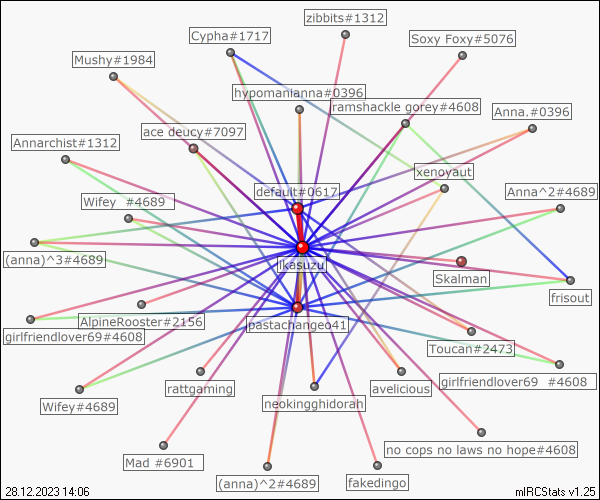 zibbits#1312
Cypha#1717
Soxy Foxy#5076
Mushy#1984
hypomanianna#0396
ramshackle gorey#4608
Anna.#0396
ace deucy#7097
Annarchist#1312
xenoyaut
default#0617
Anna^2#4689
Wifey  #4689
(anna)^3#4689
ikasuzu
Skalman
frisout
AlpineRooster#2156
pastachangeo41
girlfriendlover69#4608
Toucan#2473
girlfriendlover69  #4608
rattgaming
avelicious
Wifey#4689
neokingghidorah
no cops no laws no hope#4608
Mad #6901
(anna)^2#4689
fakedingo
28.12.2023 14:06
mIRCStats v1.25